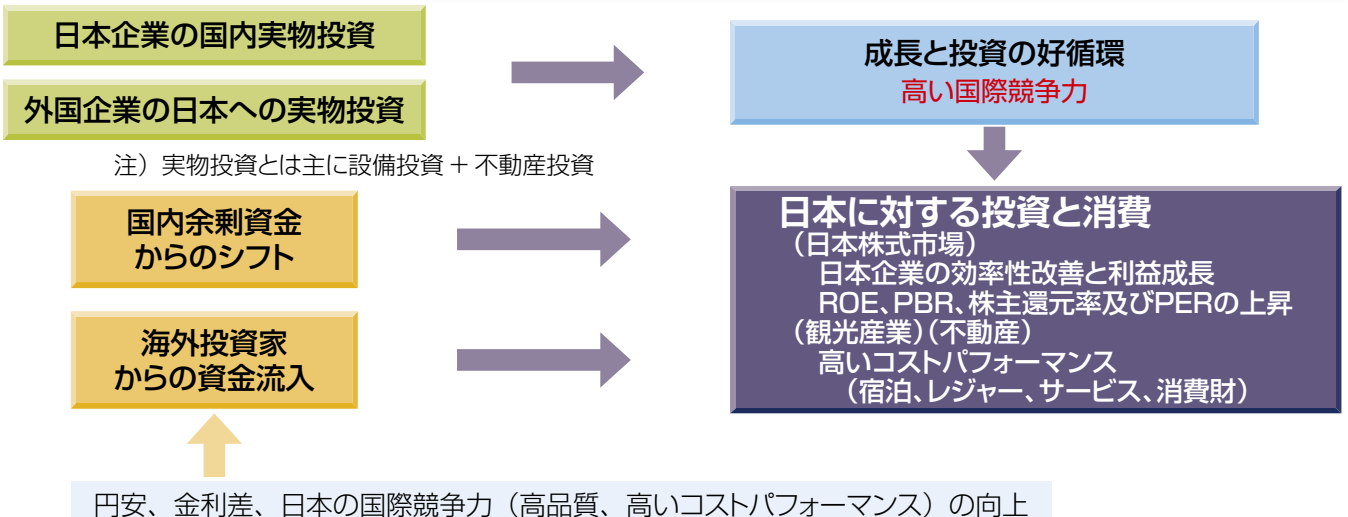 日本企業の国内実物投資
外国企業の日本への実物投資
注）実物投資とは主に設備投資＋不動産投資
成長と投資の好循環
高い国際競争力
国内余剰資金
からのシフト
海外投資家
からの資金流入
日本に対する投資と消費
（日本株式市場）
日本企業の効率性改善と利益成長
ROE、PBR、株主還元率及びPERの上昇
（観光産業）（不動産）
高いコストパフォーマンス
（宿泊、レジャー、サービス、消費財）
円安、金利差、日本の国際競争力（高品質、高いコストパフォーマンス）の向上